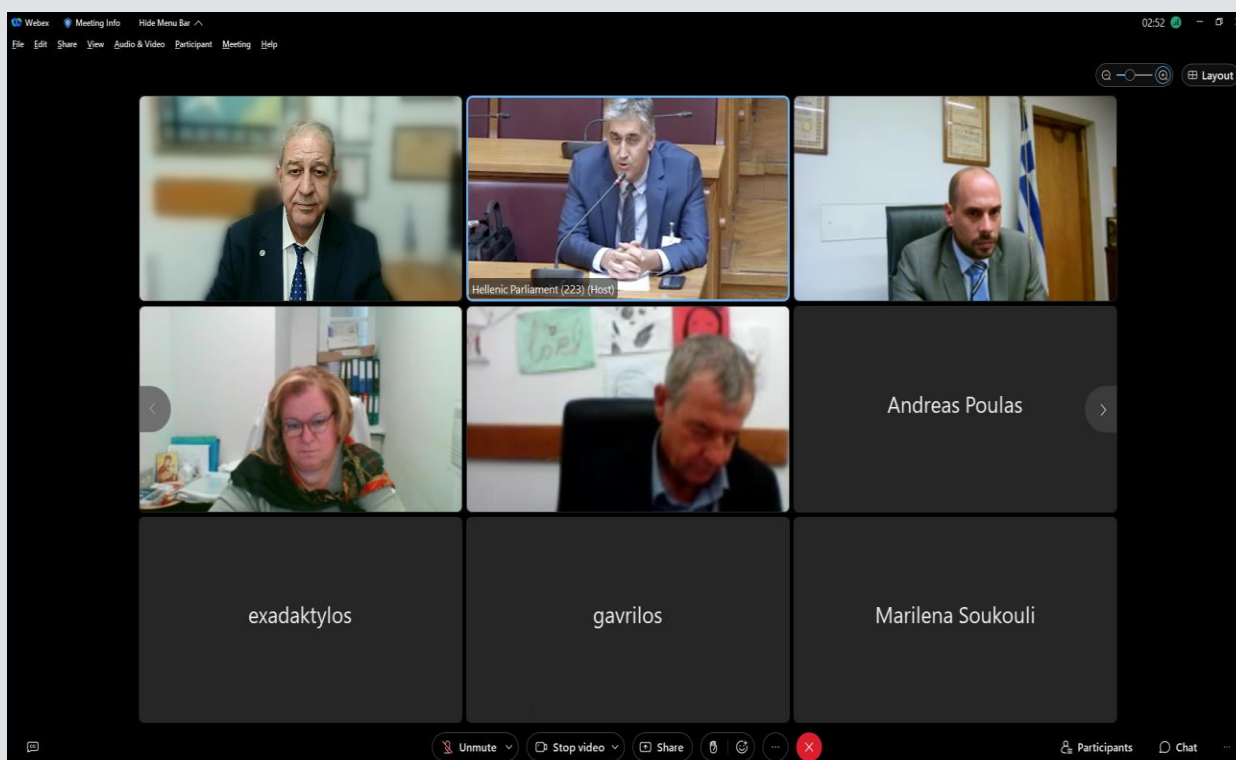 Webex Meeting Info Hide Menu Bar 02:52
File Edit Share View Audio & Video Participant Meeting Help
Layout
Hellenic Parliament (223) (Host)
Andreas Poulas
exadaktylos
gavrilos
Marilena Soukouli
Unmute Stop video Share Participants Chat